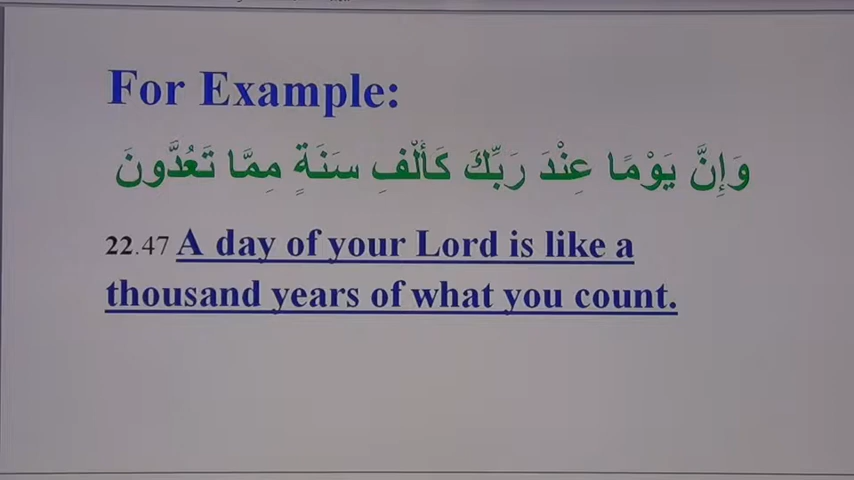 For Example:
وَإِنَّ يَوْمًا عِنْدَ رَبِّكَ كَأَلْفِ سَنَةٍ مِمَّا تَعُدَّونَ
22.47 A day of your Lord is like a
thousand years of what you count.